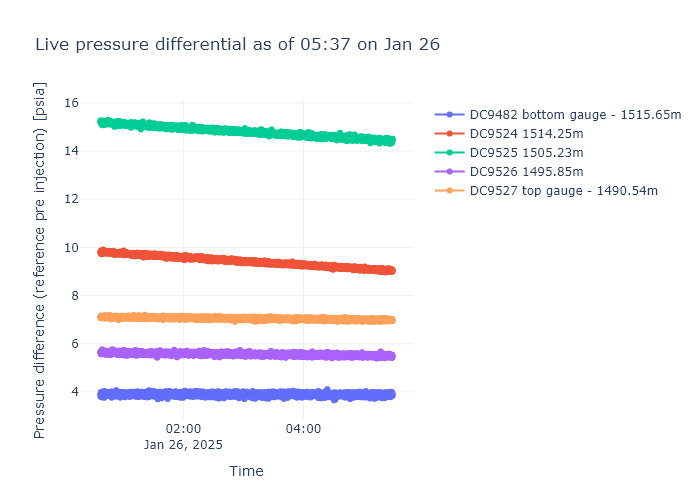 Live pressure differential as of 05:37 on Jan 26
Pressure difference (reference pre injection) [psia]
16
14
12
10
8
6
4
02:00
Jan 26, 2025
04:00
Time
DC9482 bottom gauge - 1515.65m
DC9524 1514.25m
DC9525 1505.23m
DC9526 1495.85m
DC9527 top gauge - 1490.54m